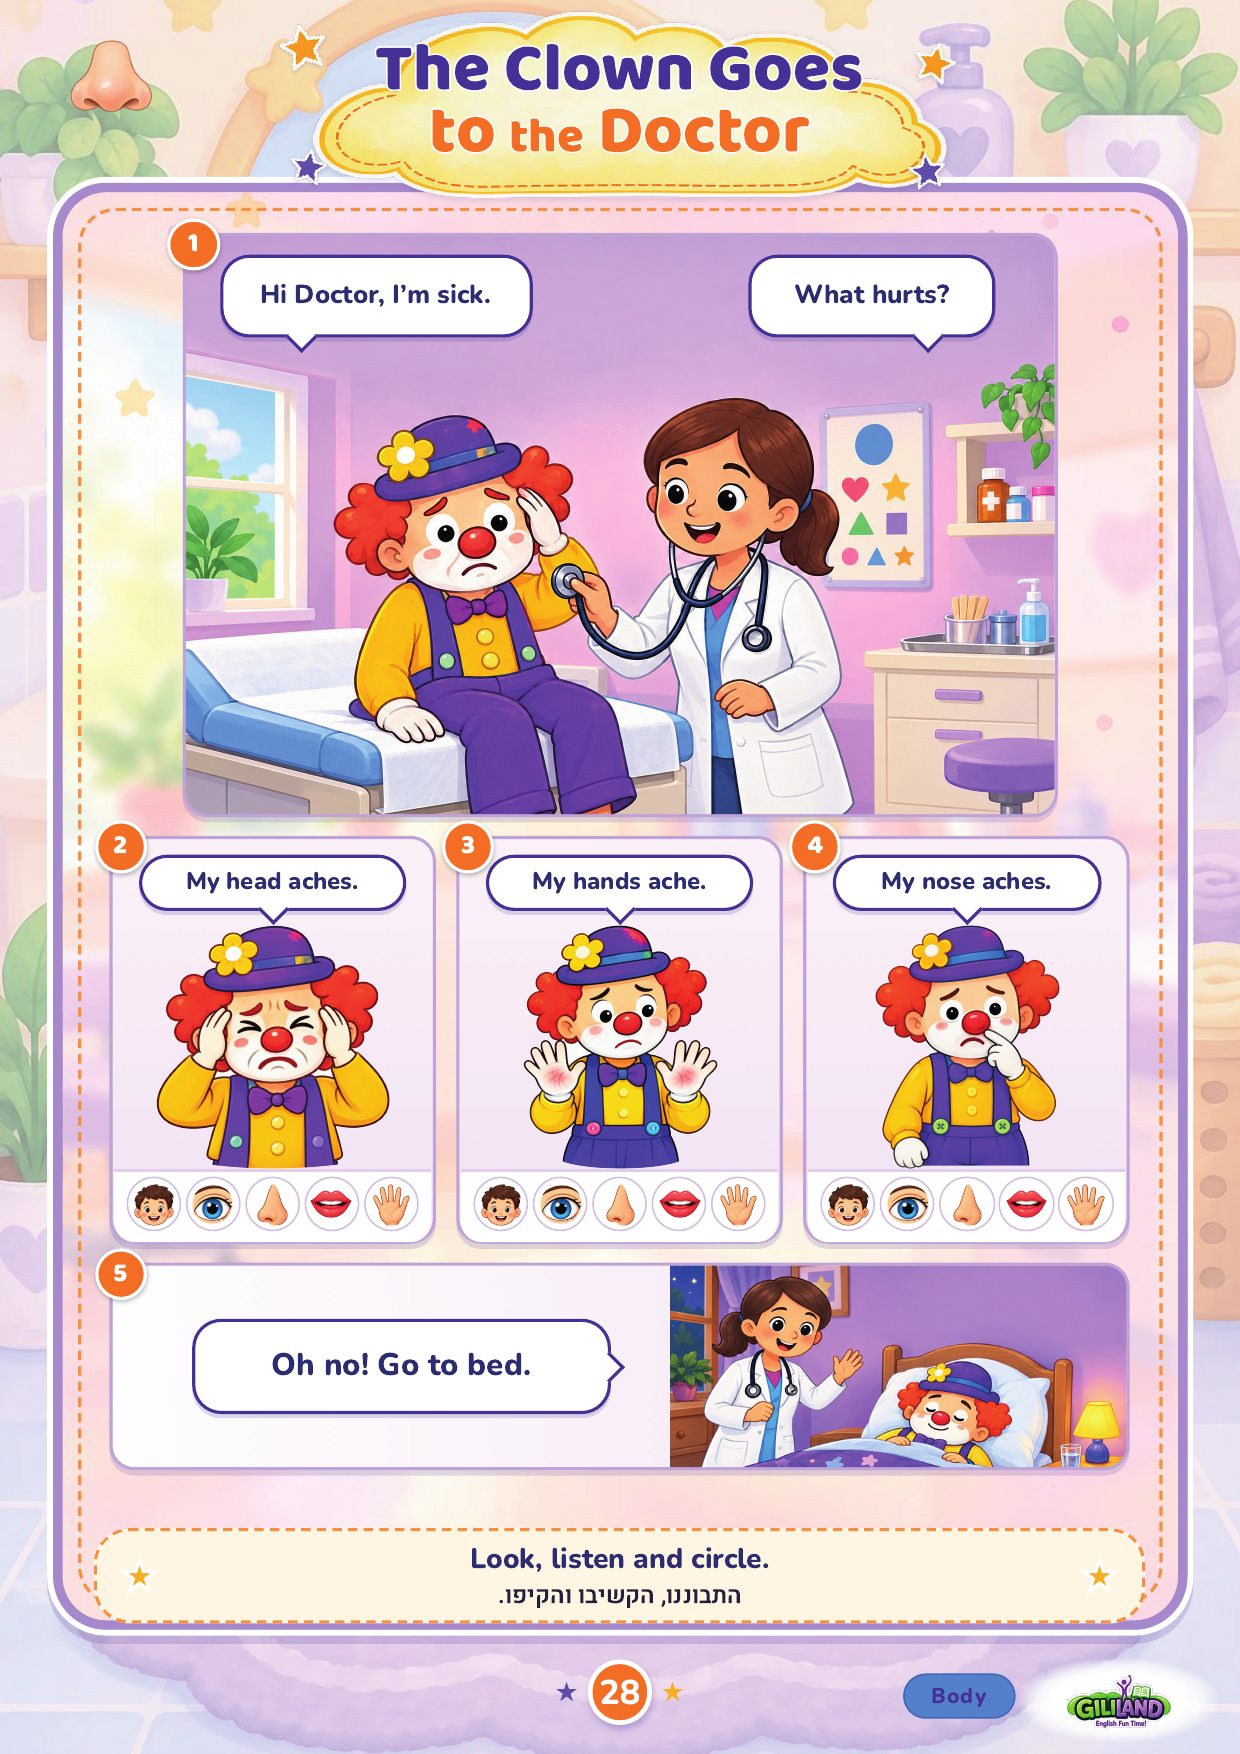 The Clown Goes
to the Doctor
1
Hi Doctor, I'm sick.
What hurts?
2
My head aches.
3
My hands ache.
4
My nose aches.
5
Oh no! Go to bed.
Look, listen and circle.
התבוננו, הקשיבו והקיפו.
28
Body
GILILAND
English Fun Time!